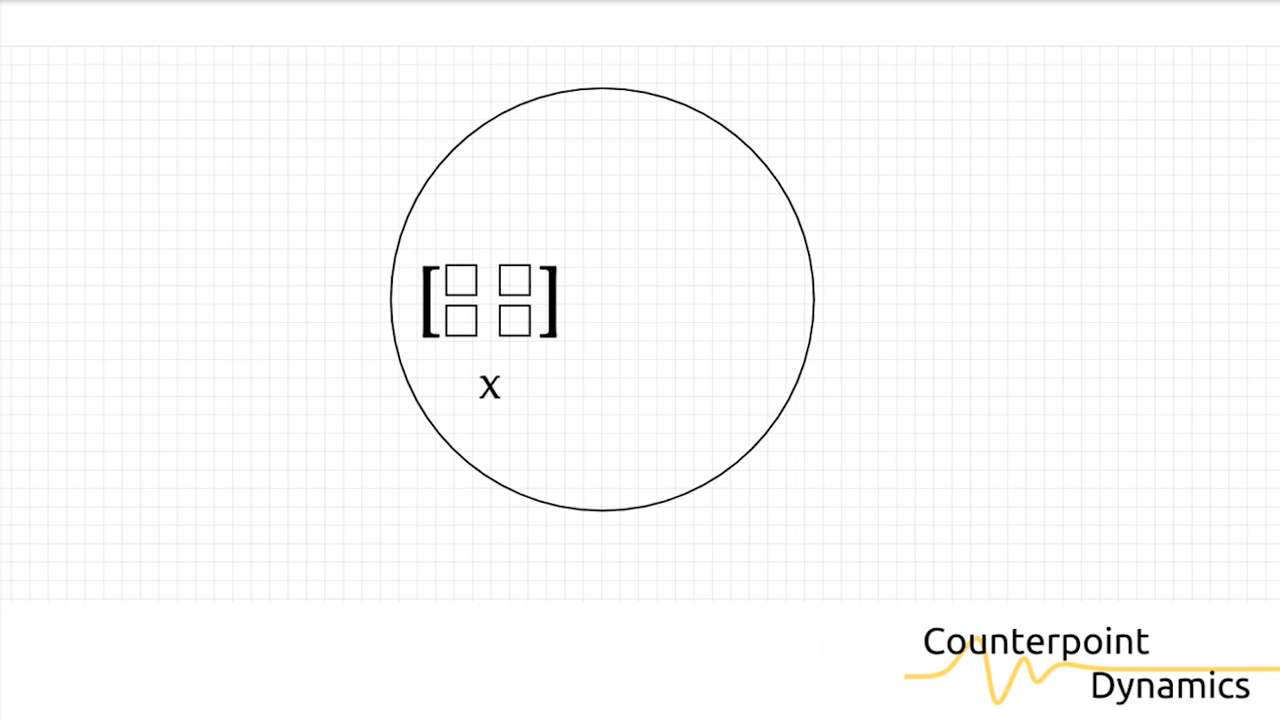 [□ □
□ □]
x
Counterpoint
Dynamics